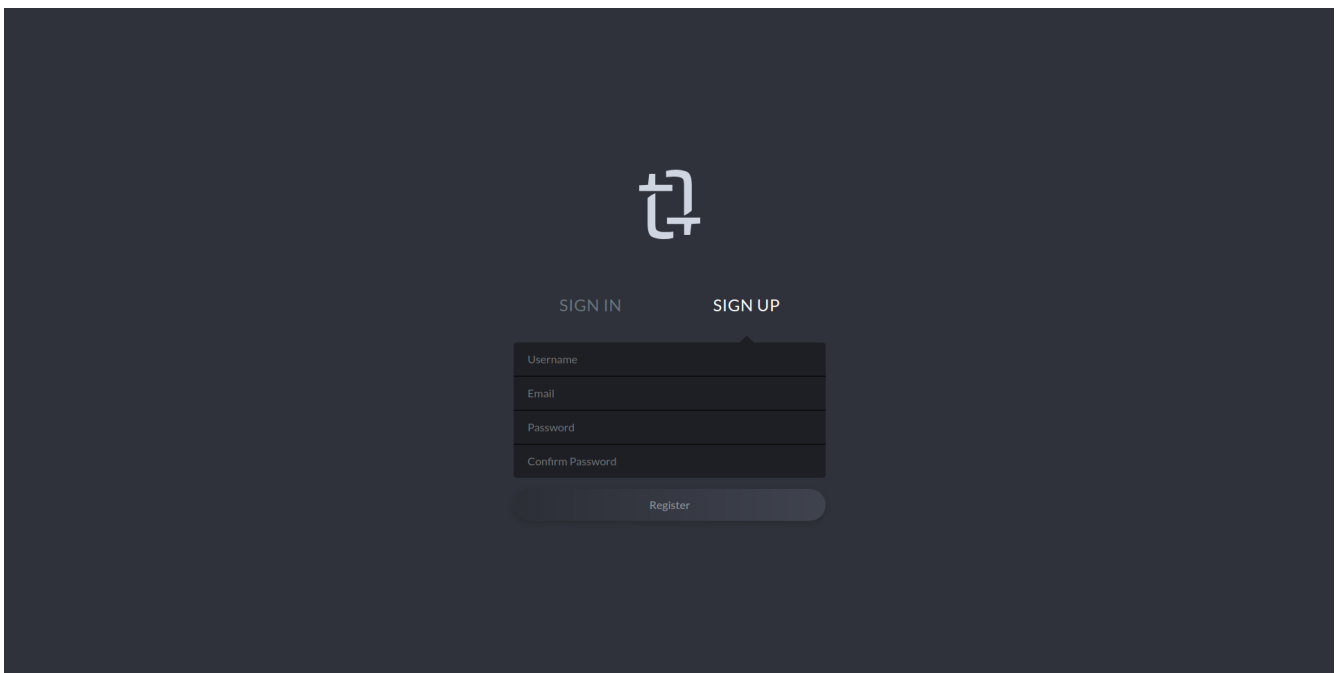 SIGN IN SIGN UP
Username
Email
Password
Confirm Password
Register